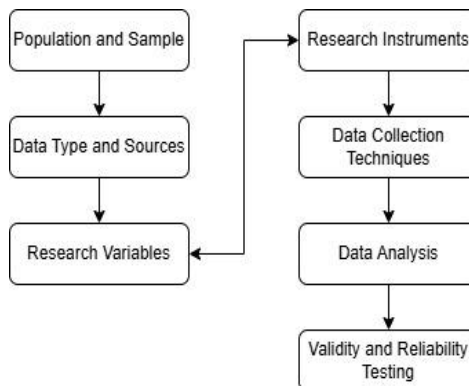 Population and Sample
Data Type and Sources
Research Variables
Research Instruments
Data Collection
Techniques
Data Analysis
Validity and Reliability
Testing